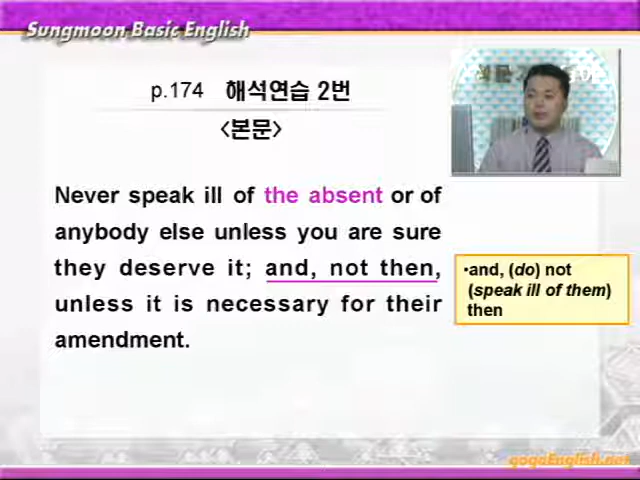 Sungmoon Basic English
p.174 해석연습 2번
<본문>
Never speak ill of the absent or of
anybody else unless you are sure
they deserve it; and, not then,
unless it is necessary for their
amendment.
•and, (do) not
(speak ill of them)
then
gogoEnglish.net